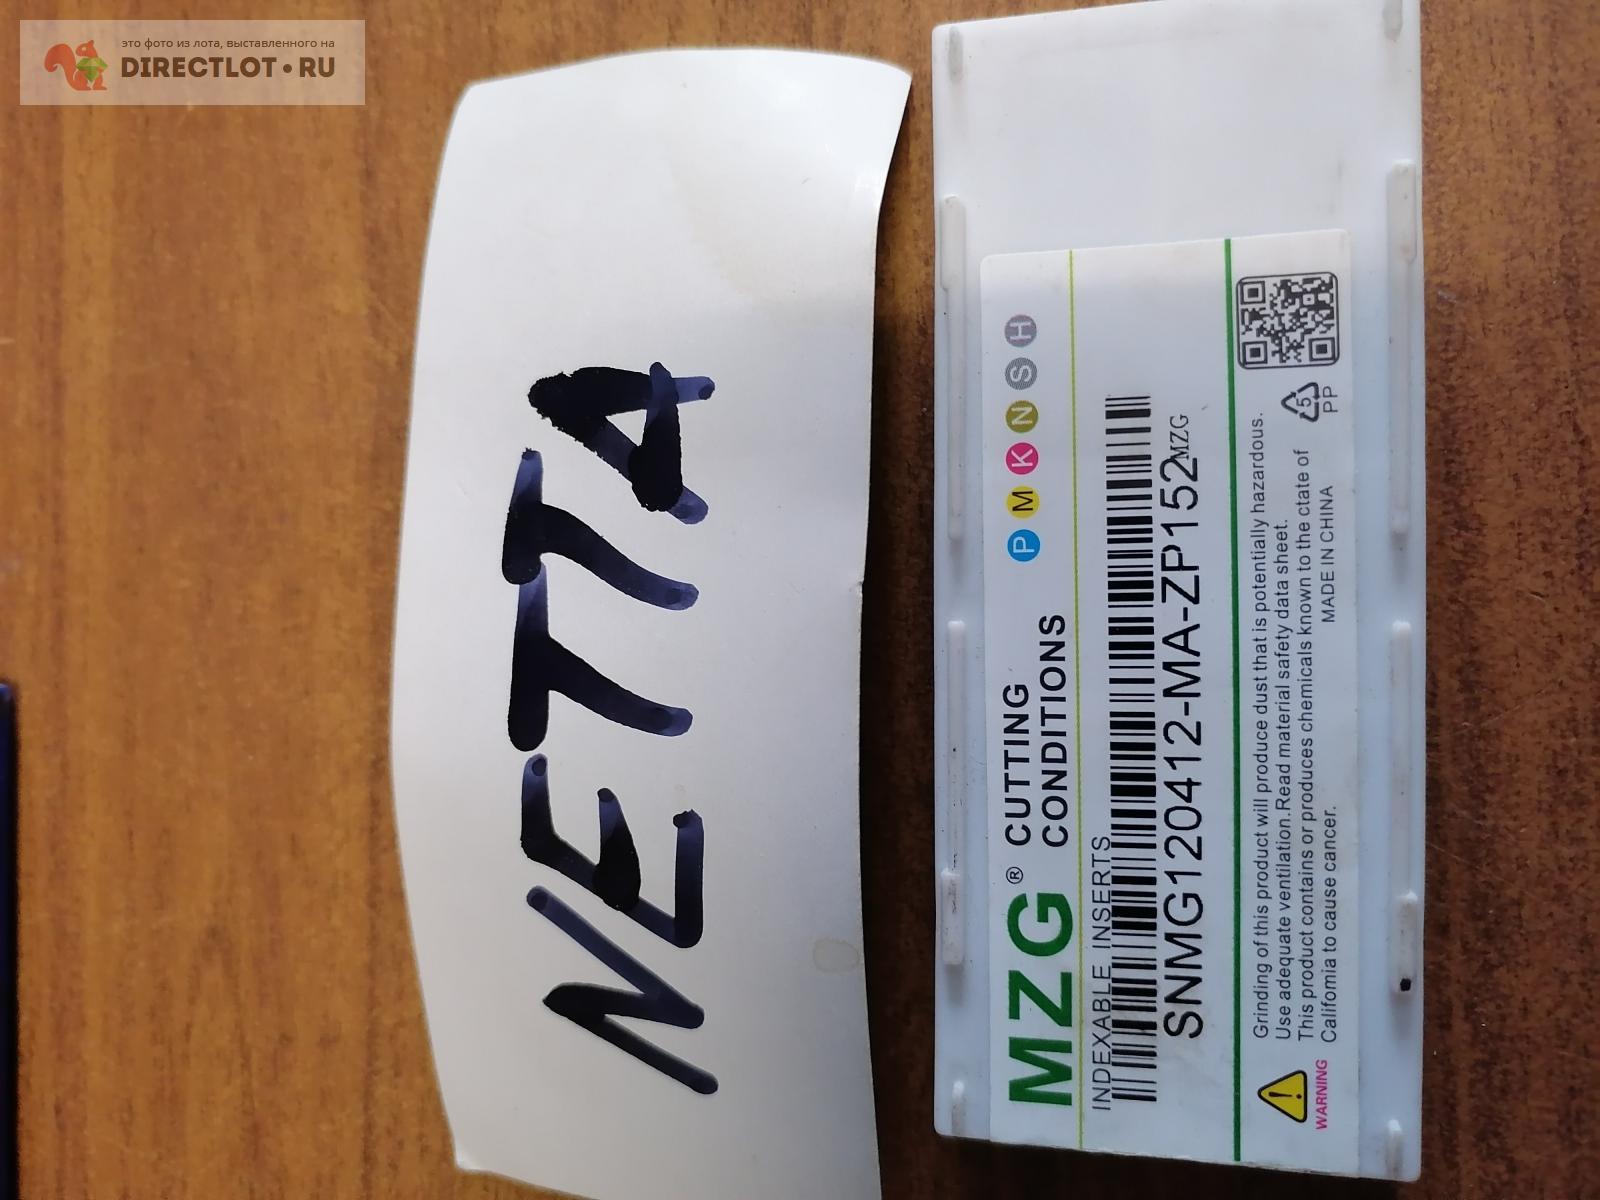 это фото из лота, выставленного на
DIRECTLOT.RU
NETTA
MZG® CUTTING CONDITIONS P M K N S H
INDEXABLE INSERTS
SNMG120412-MA-ZP152MZG
WARNING
Grinding of this product will produce dust that is potentially hazardous.
Use adequate ventilation.Read material safety data sheet.
This product contains or produces chemicals known to the ctate of
California to cause cancer.
MADE IN CHINA
5
PP